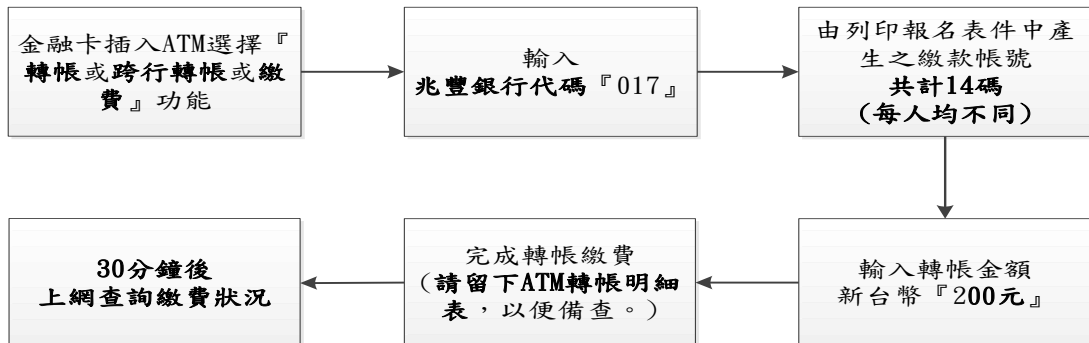 金融卡插入ATM選擇『
轉帳或跨行轉帳或繳
費』功能
輸入
兆豐銀行代碼『017』
由列印報名表件中產
生之繳款帳號
共計14碼
(每人均不同)
輸入轉帳金額
新台幣『200元』
完成轉帳繳費
(請留下ATM轉帳明細
表，以便備查。)
30分鐘後
上網查詢繳費狀況